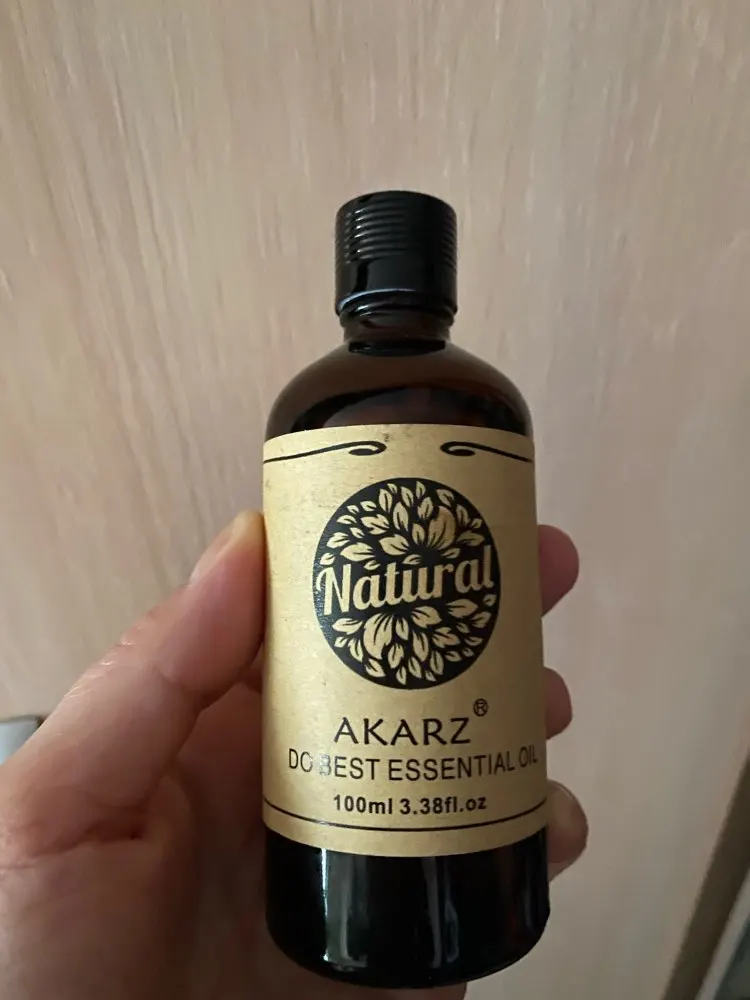 Natural
AKARZ®
DO BEST ESSENTIAL OIL
100ml 3.38fl.oz